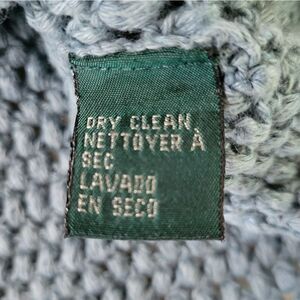 DRY CLEAN
NETTOYER À
SEC
LAVADO
EN SECO